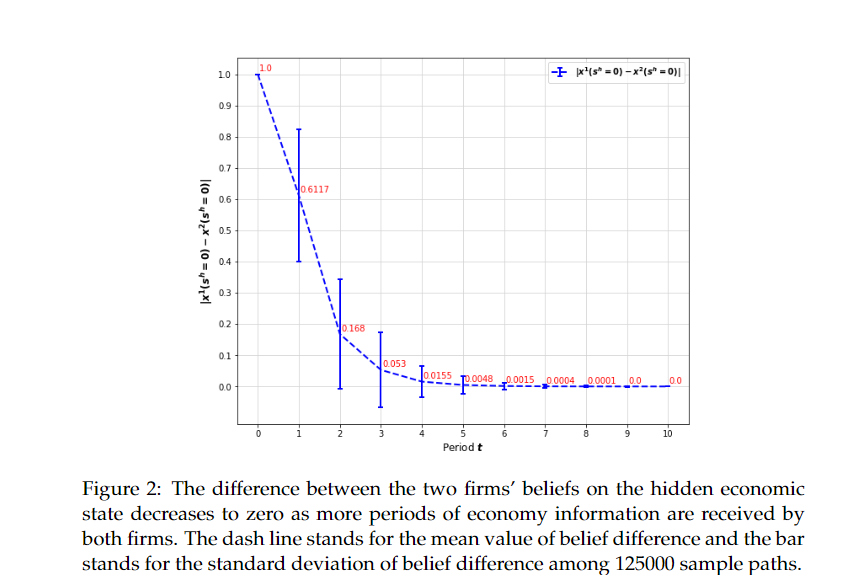 |x¹(sʰ = 0) − x²(sʰ = 0)|
1.0
0.9
0.8
0.7
0.6
0.5
0.4
0.3
0.2
0.1
0.0
|x¹(sʰ = 0) − x²(sʰ = 0)|
1.0
0.6117
0.168
0.053
0.0155
0.0048
0.0015
0.0004
0.0001
0.0
0.0
0 1 2 3 4 5 6 7 8 9 10
Period t
Figure 2: The difference between the two firms’ beliefs on the hidden economic
state decreases to zero as more periods of economy information are received by
both firms. The dash line stands for the mean value of belief difference and the bar
stands for the standard deviation of belief difference among 125000 sample paths.